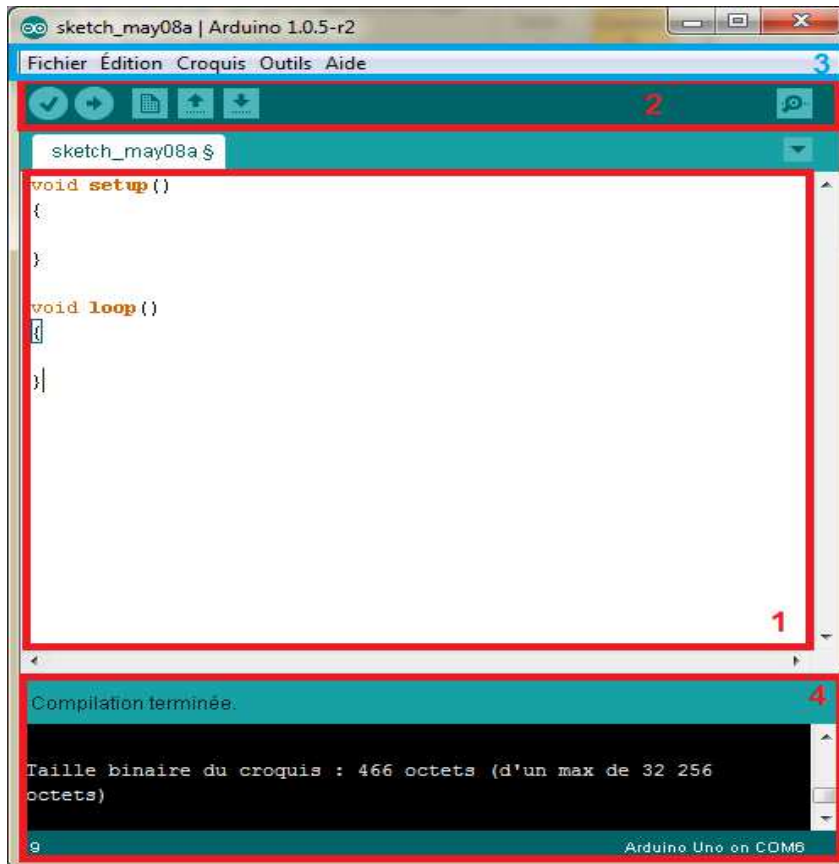 sketch_may08a | Arduino 1.0.5-r2
Fichier Édition Croquis Outils Aide
3
2
sketch_may08a §
void setup()
{
}
void loop()
{
}
1
Compilation terminée.
4
Taille binaire du croquis : 466 octets (d'un max de 32 256
octets)
9
Arduino Uno on COM6